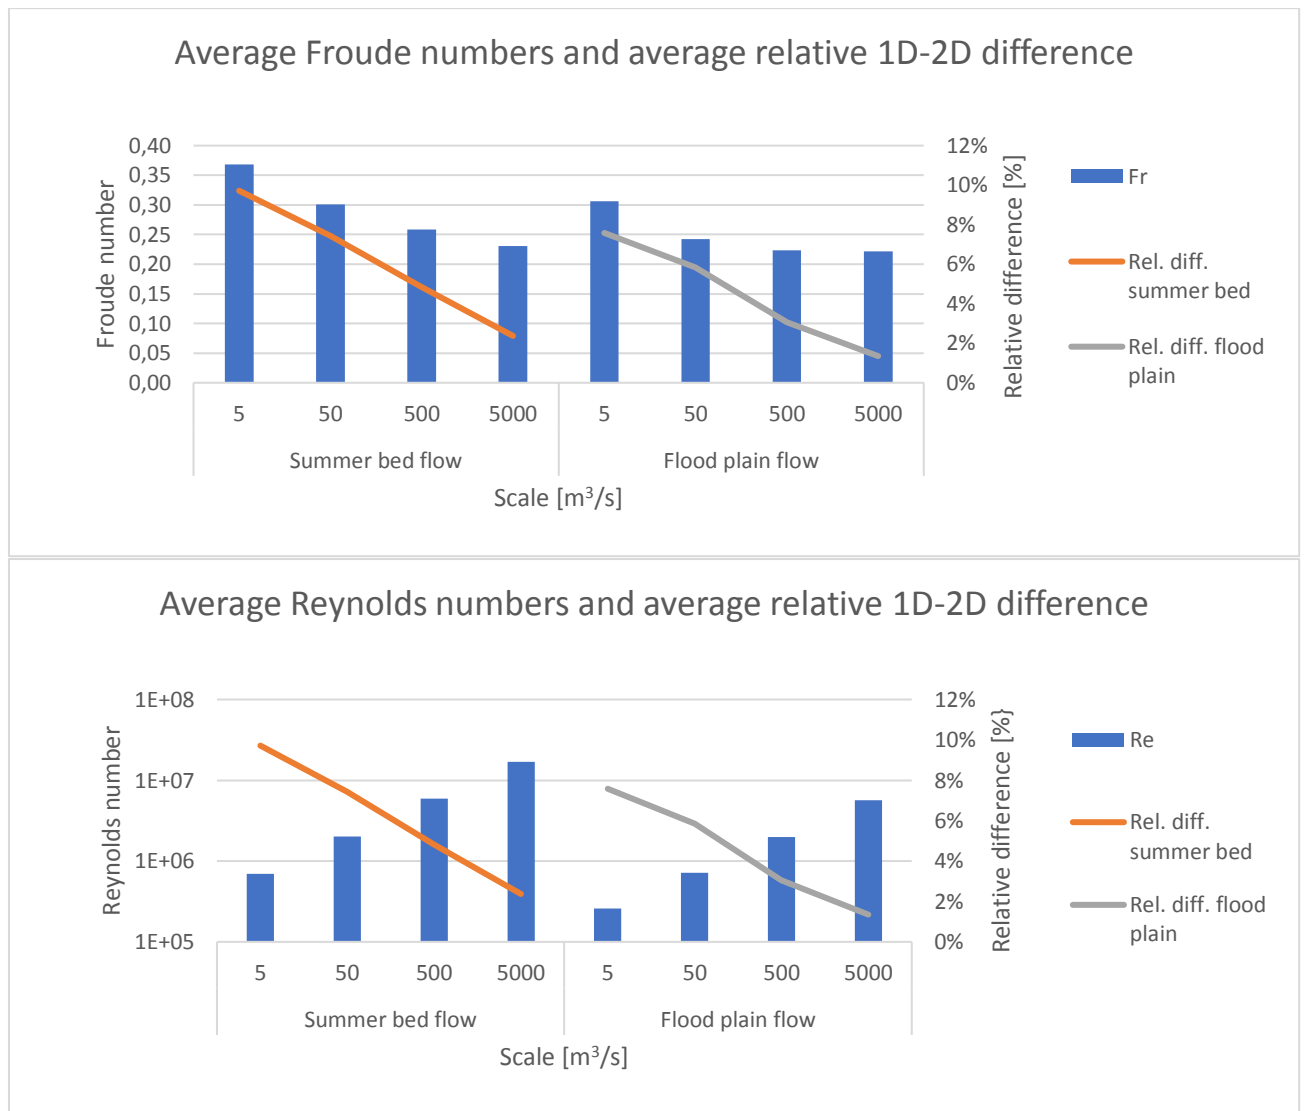 Average Froude numbers and average relative 1D-2D difference
Froude number
0,40
0,35
0,30
0,25
0,20
0,15
0,10
0,05
0,00
12%
10%
8%
6%
4%
2%
0%
Relative difference [%]
5 50 500 5000 5 50 500 5000
Summer bed flow Flood plain flow
Scale [m³/s]
Fr
Rel. diff.
summer bed
Rel. diff. flood
plain
Average Reynolds numbers and average relative 1D-2D difference
Reynolds number
1E+08
1E+07
1E+06
1E+05
12%
10%
8%
6%
4%
2%
0%
Relative difference [%}
5 50 500 5000 5 50 500 5000
Summer bed flow Flood plain flow
Scale [m³/s]
Re
Rel. diff.
summer bed
Rel. diff. flood
plain